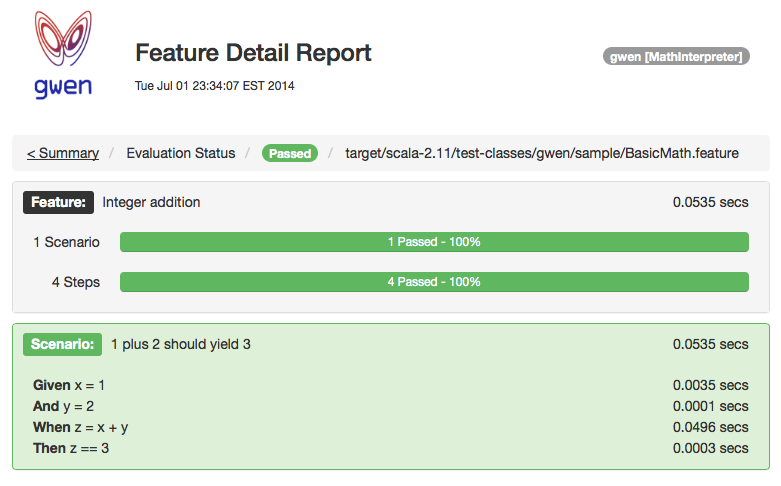 gwen
Feature Detail Report
Tue Jul 01 23:34:07 EST 2014
gwen [MathInterpreter]
< Summary / Evaluation Status / Passed / target/scala-2.11/test-classes/gwen/sample/BasicMath.feature
Feature: Integer addition 0.0535 secs
1 Scenario 1 Passed - 100%
4 Steps 4 Passed - 100%
Scenario: 1 plus 2 should yield 3 0.0535 secs
Given x = 1 0.0035 secs
And y = 2 0.0001 secs
When z = x + y 0.0496 secs
Then z == 3 0.0003 secs